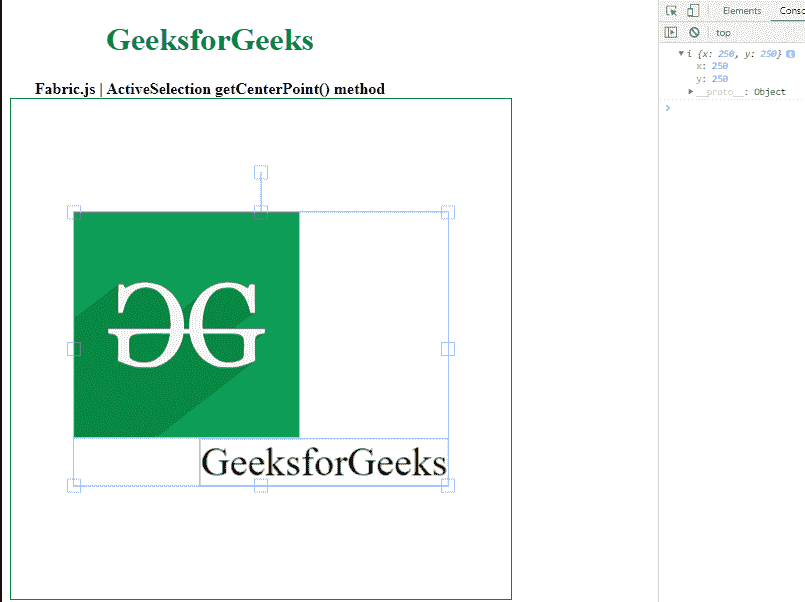 GeeksforGeeks
Fabric.js | ActiveSelection getCenterPoint() method
GeeksforGeeks
Elements Conso
top
▼ i {x: 250, y: 250} i
x: 250
y: 250
▶ __proto__: Object
>